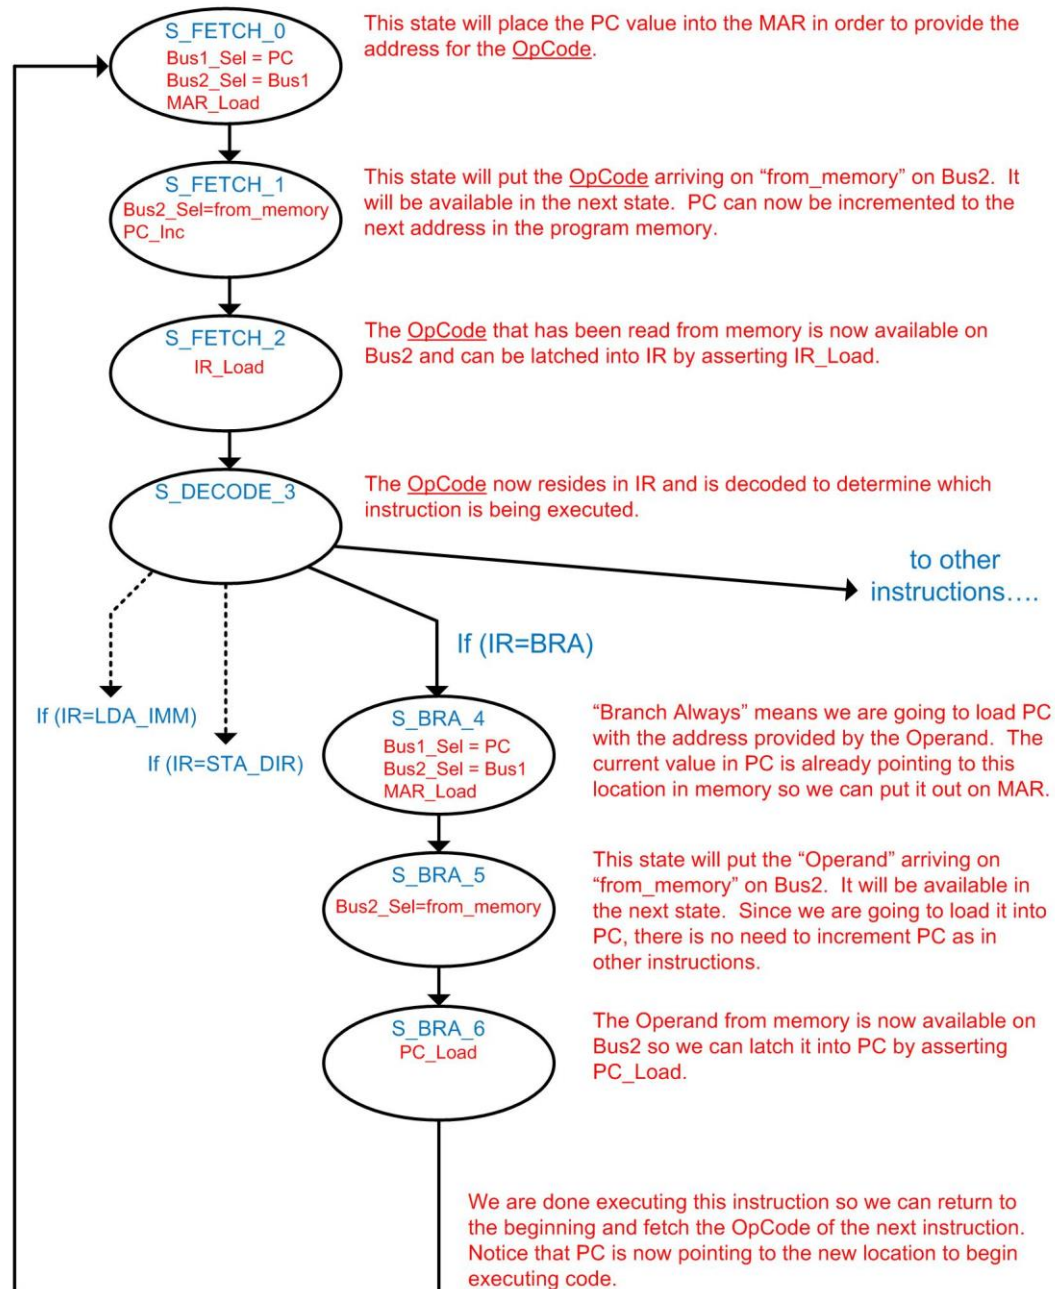 S_FETCH_0
Bus1_Sel = PC
Bus2_Sel = Bus1
MAR_Load
This state will place the PC value into the MAR in order to provide the
address for the OpCode.
S_FETCH_1
Bus2_Sel=from_memory
PC_Inc
This state will put the OpCode arriving on “from_memory” on Bus2. It
will be available in the next state. PC can now be incremented to the
next address in the program memory.
S_FETCH_2
IR_Load
The OpCode that has been read from memory is now available on
Bus2 and can be latched into IR by asserting IR_Load.
S_DECODE_3
The OpCode now resides in IR and is decoded to determine which
instruction is being executed.
to other
instructions….
If (IR=BRA)
If (IR=LDA_IMM)
If (IR=STA_DIR)
S_BRA_4
Bus1_Sel = PC
Bus2_Sel = Bus1
MAR_Load
“Branch Always” means we are going to load PC
with the address provided by the Operand. The
current value in PC is already pointing to this
location in memory so we can put it out on MAR.
S_BRA_5
Bus2_Sel=from_memory
This state will put the “Operand” arriving on
“from_memory” on Bus2. It will be available in
the next state. Since we are going to load it into
PC, there is no need to increment PC as in
other instructions.
S_BRA_6
PC_Load
The Operand from memory is now available on
Bus2 so we can latch it into PC by asserting
PC_Load.
We are done executing this instruction so we can return to
the beginning and fetch the OpCode of the next instruction.
Notice that PC is now pointing to the new location to begin
executing code.